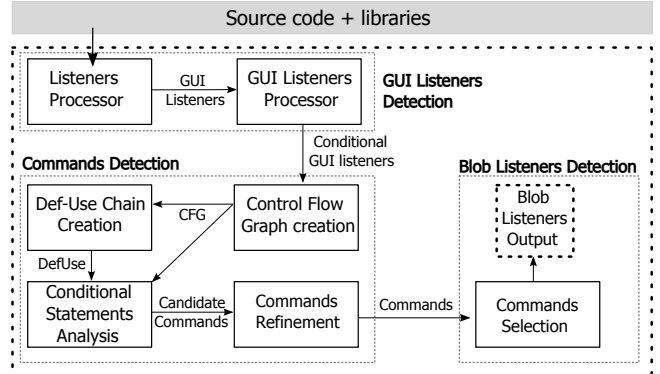 Source code + libraries
Listeners
Processor
GUI
Listeners
GUI Listeners
Processor
GUI Listeners
Detection
Conditional
GUI listeners
Commands Detection
Blob Listeners Detection
Def-Use Chain
Creation
CFG
Control Flow
Graph creation
Blob
Listeners
Output
DefUse
Conditional
Statements
Analysis
Candidate
Commands
Commands
Refinement
Commands
Commands
Selection